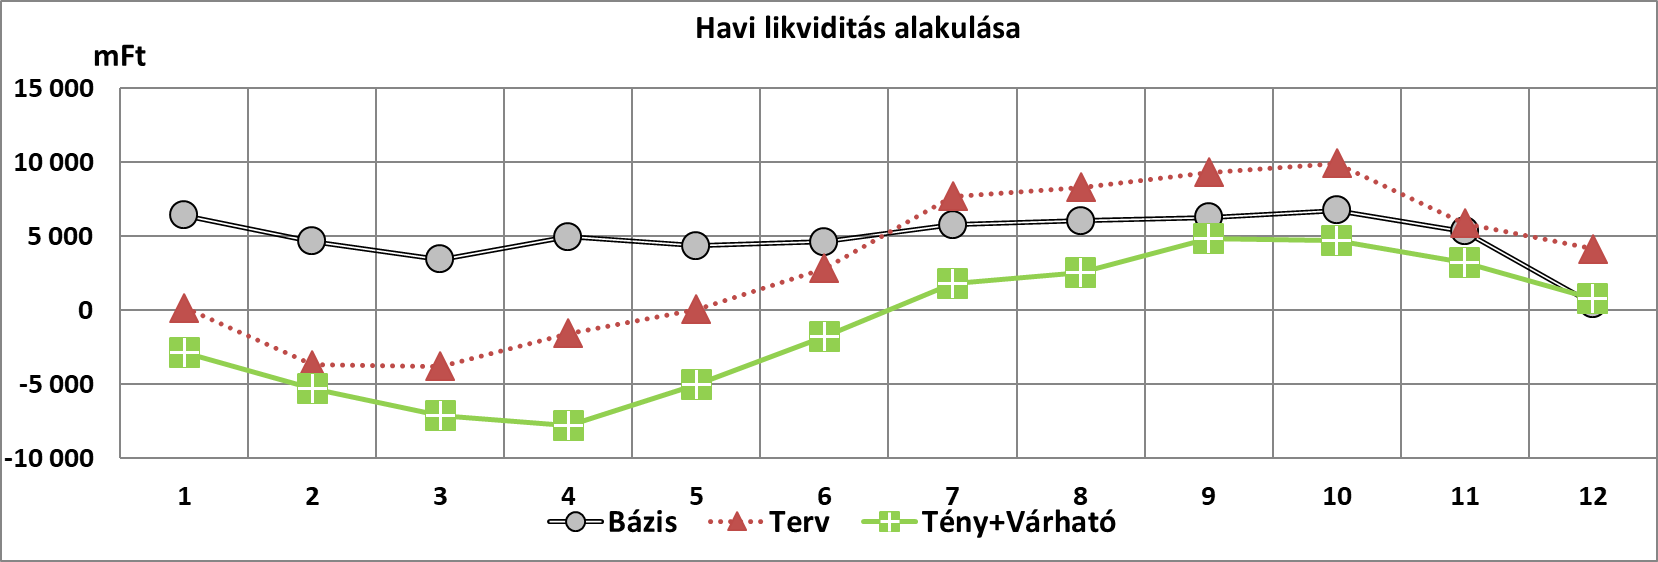 Havi likviditás alakulása
mFt
15 000
10 000
5 000
0
-5 000
-10 000
1 2 3 4 5 6 7 8 9 10 11 12
Bázis Terv Tény+Várható